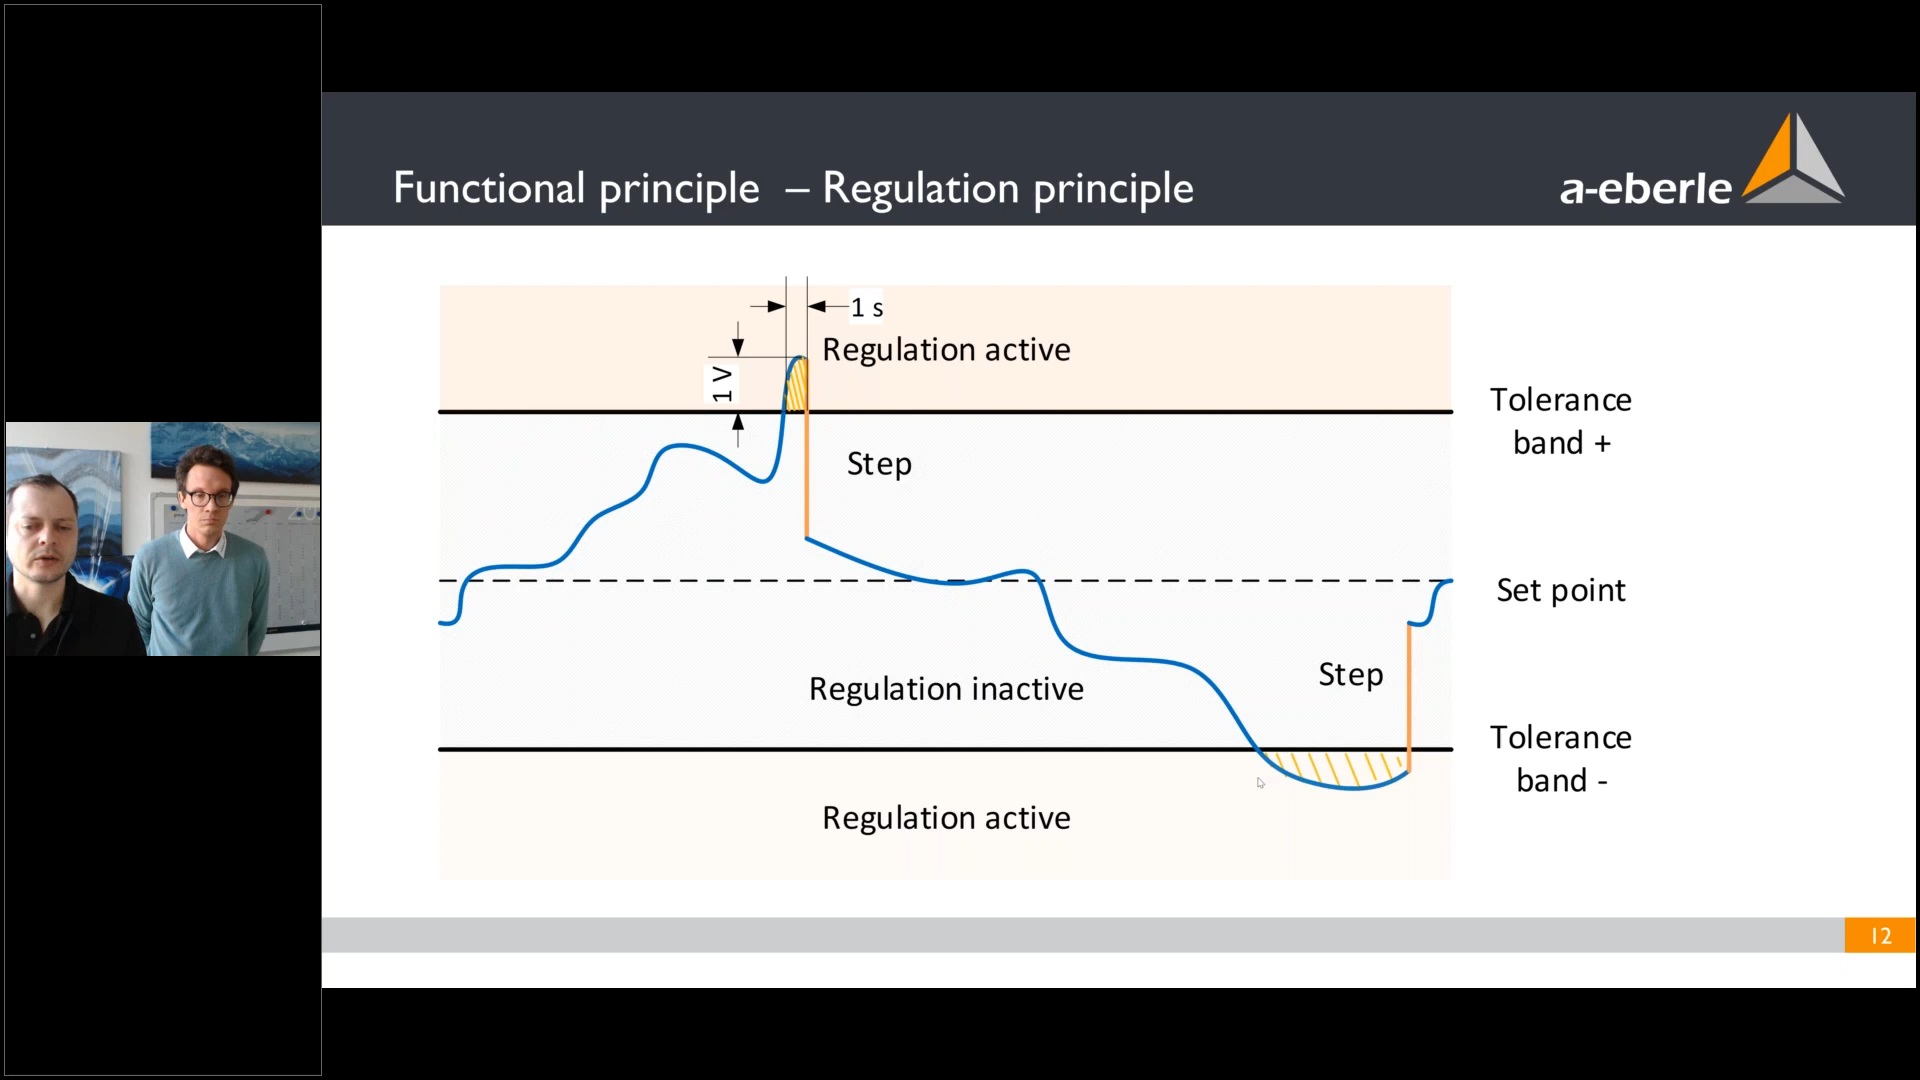 Functional principle – Regulation principle
a-eberle
1 s
Regulation active
1 V
Tolerance
band +
Step
Set point
Step
Regulation inactive
Tolerance
band -
Regulation active
12